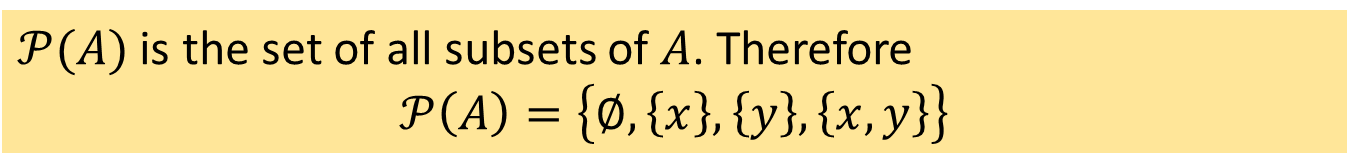 𝒫(𝐴) is the set of all subsets of 𝐴. Therefore
𝒫(𝐴) = {∅, {𝑥}, {𝑦}, {𝑥, 𝑦}}